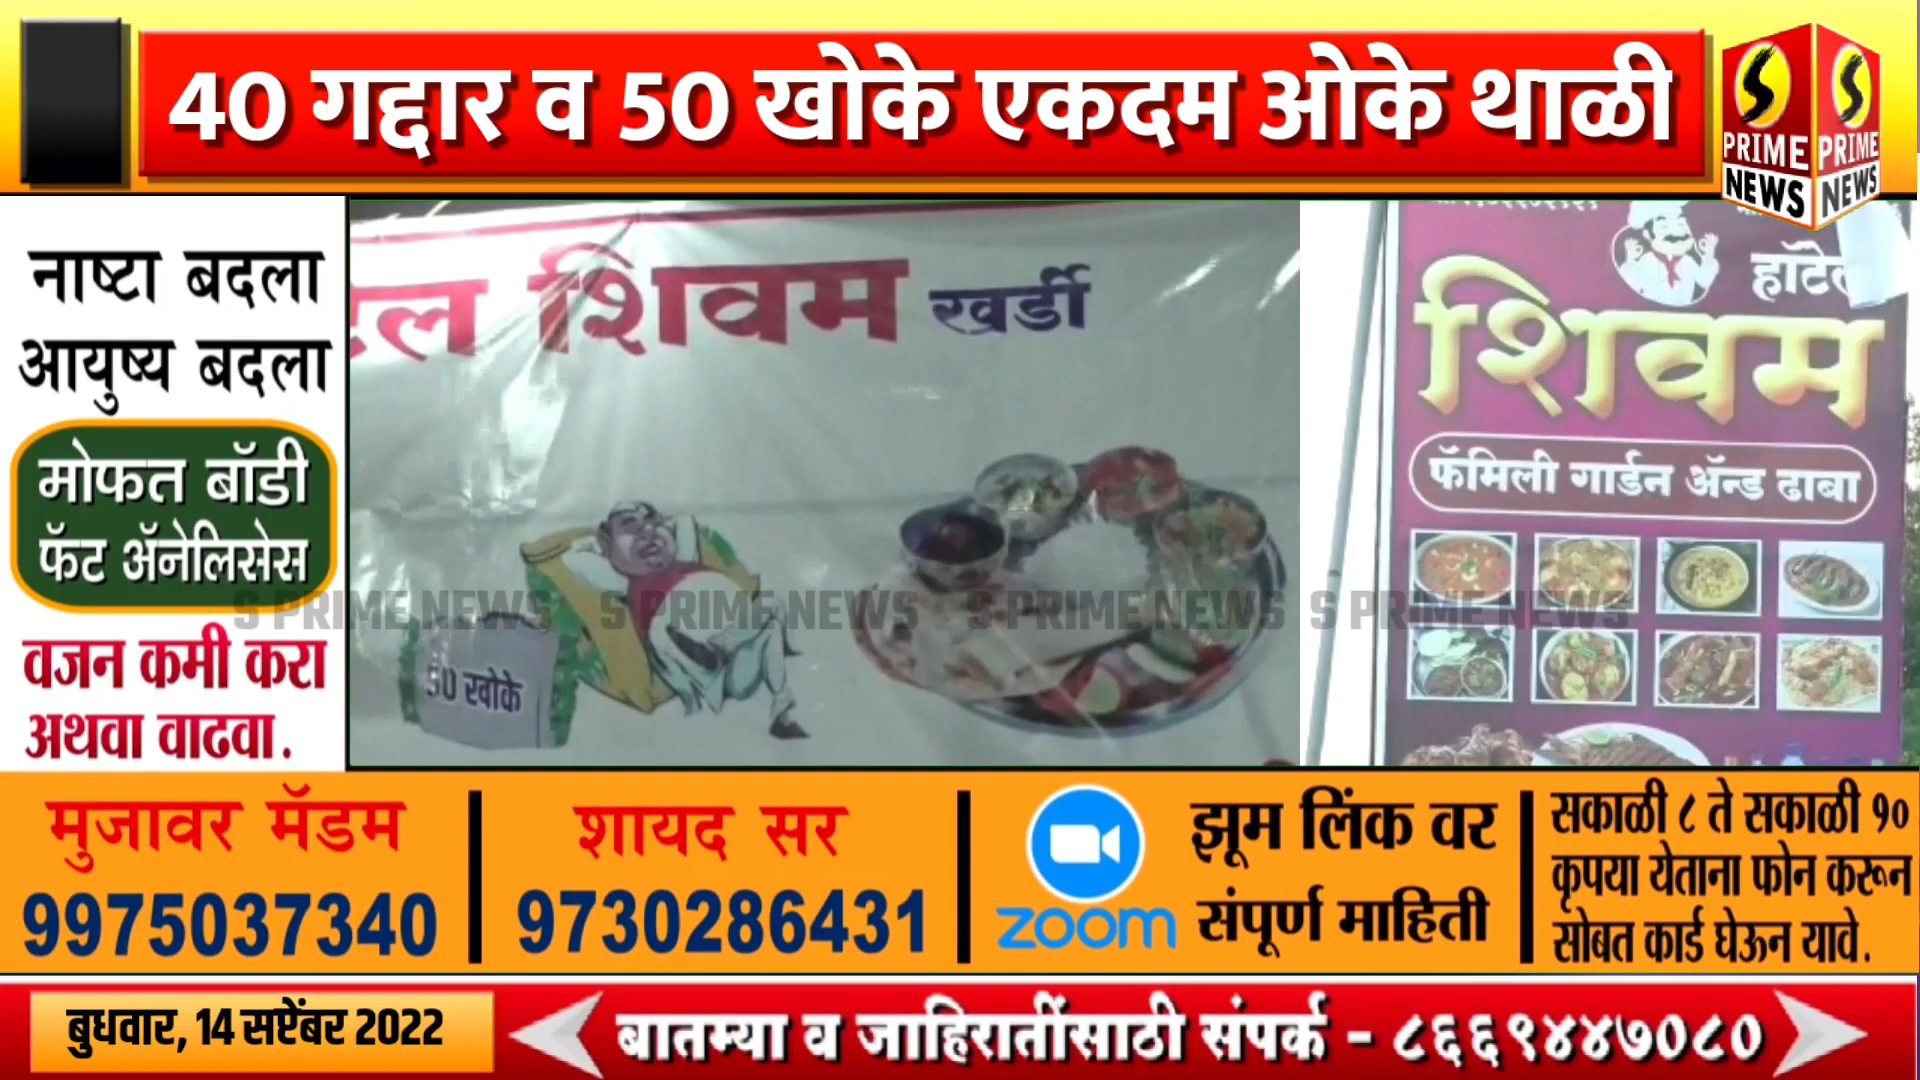 40 गद्दार व 50 खोके एकदम ओके थाळी
S PRIME NEWS
S PRIME NEWS
नाष्टा बदला
आयुष्य बदला
मोफत बॉडी
फॅट ॲनेलिसेस
वजन कमी करा
अथवा वाढवा.
टेल शिवम खर्डी
50 खोके
हॉटेल
शिवम
फॅमिली गार्डन ॲन्ड ढाबा
S PRIME NEWS S PRIME NEWS S PRIME NEWS S PRIME NEWS
मुजावर मॅडम
9975037340
शायद सर
9730286431
zoom
झूम लिंक वर
संपूर्ण माहिती
सकाळी ८ ते सकाळी १०
कृपया येताना फोन करून
सोबत कार्ड घेऊन यावे.
बुधवार, 14 सप्टेंबर 2022
बातम्या व जाहिरातींसाठी संपर्क - ८६६९४४७०८०